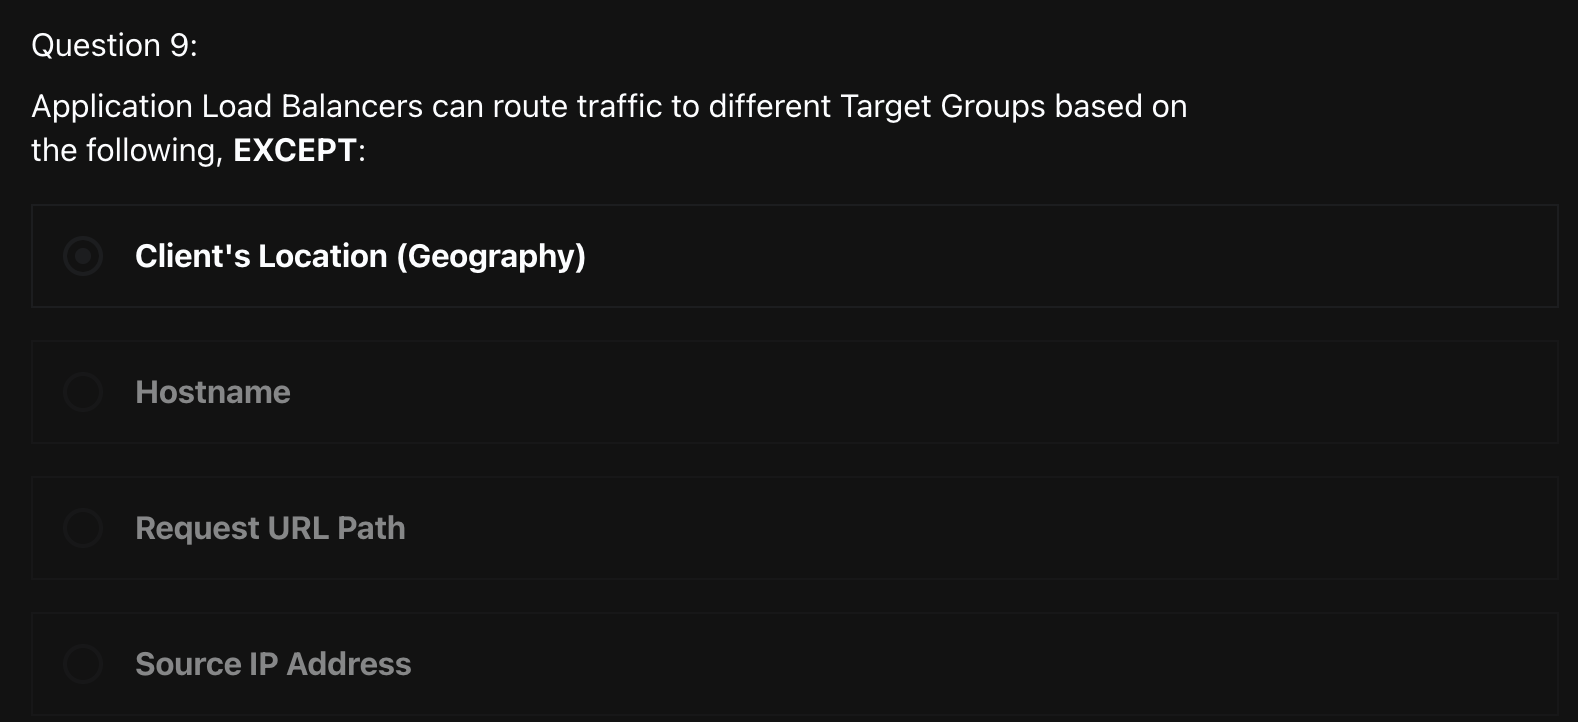 Question 9:
Application Load Balancers can route traffic to different Target Groups based on
the following, EXCEPT:
Client's Location (Geography)
Hostname
Request URL Path
Source IP Address